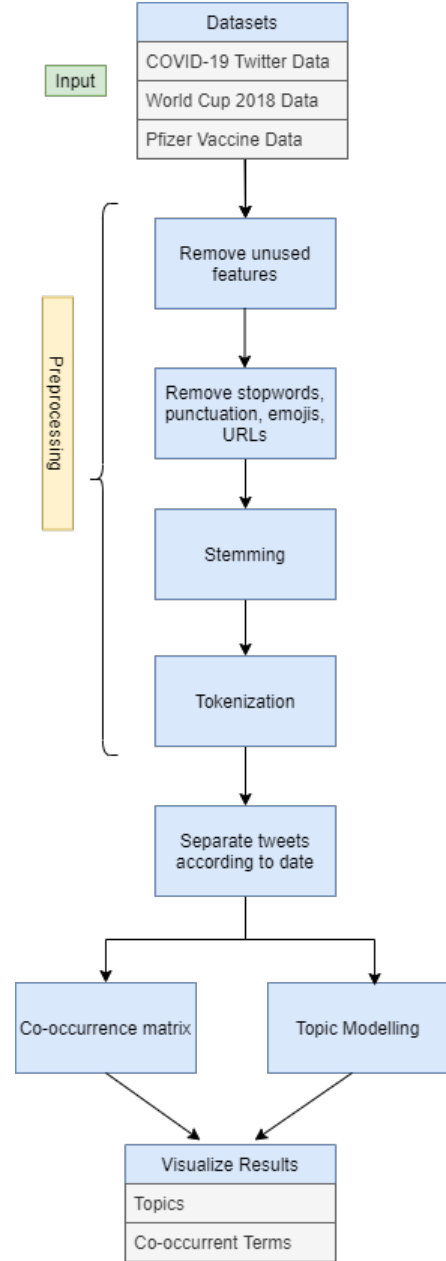 Datasets
Input
COVID-19 Twitter Data
World Cup 2018 Data
Pfizer Vaccine Data
Remove unused
features
Preprocessing
Remove stopwords,
punctuation, emojis,
URLs
Stemming
Tokenization
Separate tweets
according to date
Co-occurrence matrix
Topic Modelling
Visualize Results
Topics
Co-occurrent Terms